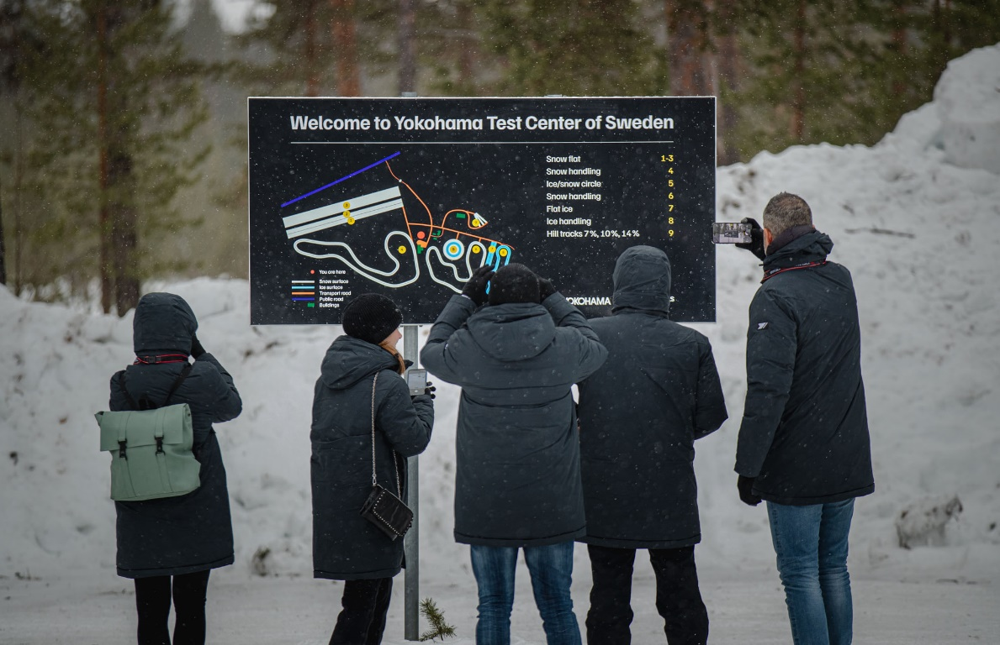 Welcome to Yokohama Test Center of Sweden
Snow flat 1-3
Snow handling 4
Ice/snow circle 5
Snow handling 6
Flat ice 7
Ice handling 8
Hill tracks 7%, 10%, 14% 9
You are here
Snow surface
Ice surface
Transport road
Public road
Buildings
YOKOHAMA